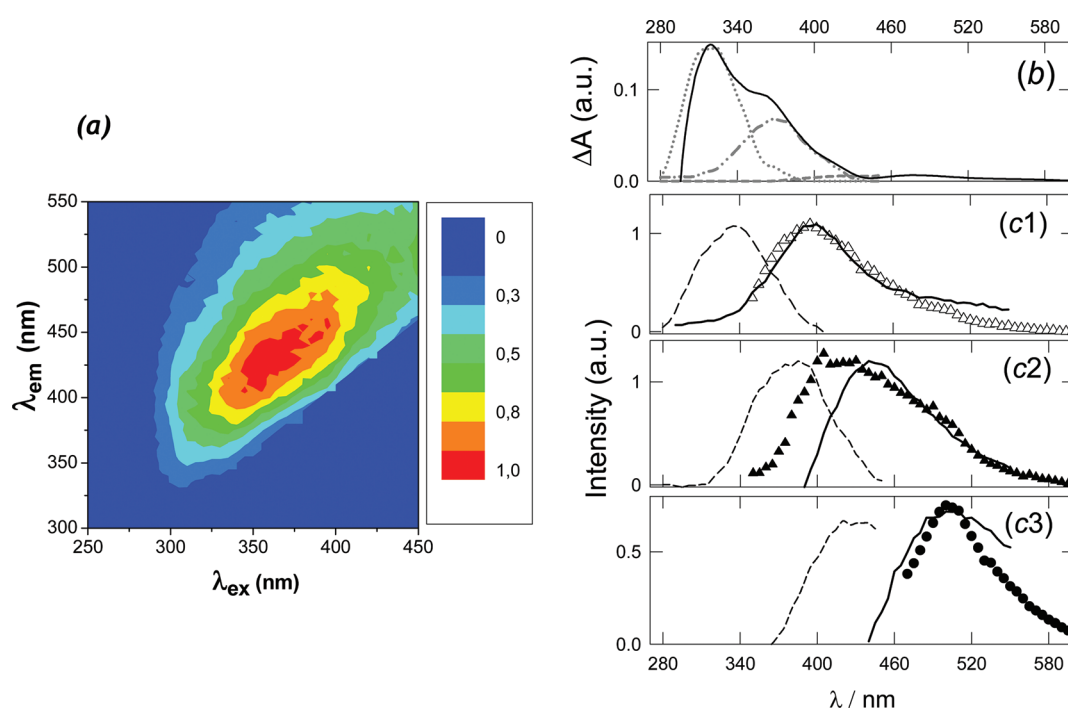 (a)
λem (nm)
550
500
450
400
350
300
250 300 350 400 450
λex (nm)
0
0,3
0,5
0,8
1,0
280 340 400 460 520 580
(b)
ΔA (a.u.)
0.1
0.0
(c1)
1
0
(c2)
Intensity (a.u.)
1
0
(c3)
0.5
0.0
280 340 400 460 520 580
λ / nm